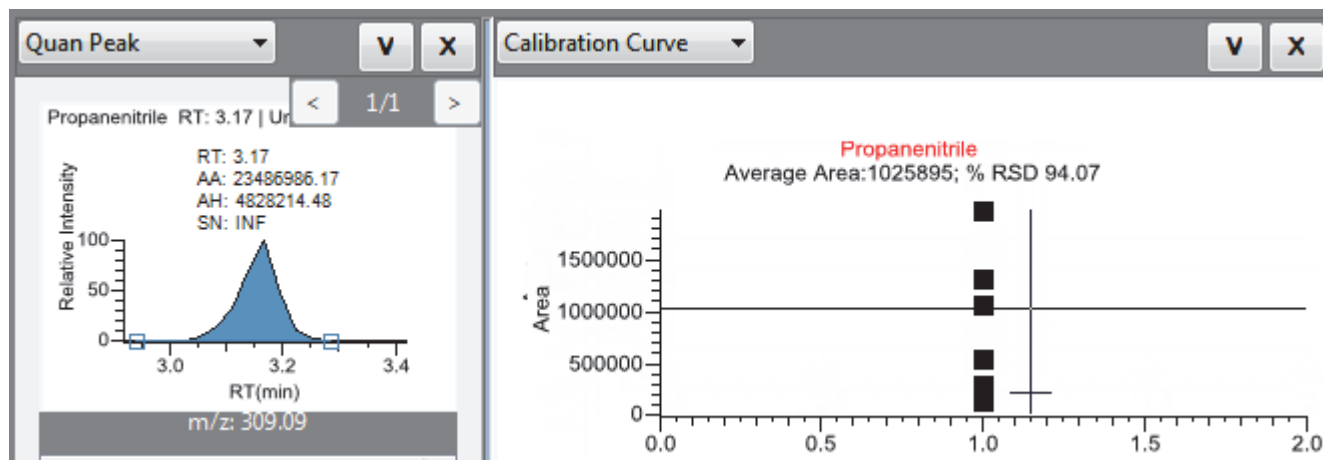 Quan Peak
V
X
<
1/1
>
Propanenitrile RT: 3.17 |
RT: 3.17
AA: 23486986.17
AH: 4828214.48
SN: INF
Relative Intensity
100
50
0
3.0
3.2
3.4
RT(min)
m/z: 309.09
Calibration Curve
V
X
Propanenitrile
Average Area:1025895; % RSD 94.07
Area
1500000
1000000
500000
0
0.0
0.5
1.0
1.5
2.0